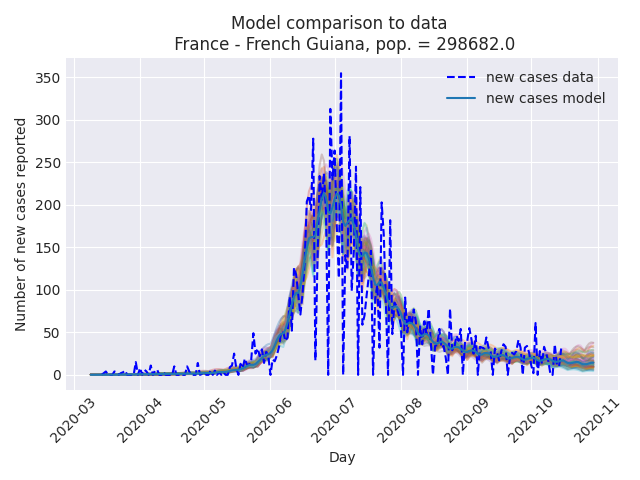 Model comparison to data
France - French Guiana, pop. = 298682.0
new cases data
new cases model
Number of new cases reported
350
300
250
200
150
100
50
0
2020-03
2020-04
2020-05
2020-06
2020-07
2020-08
2020-09
2020-10
2020-11
Day